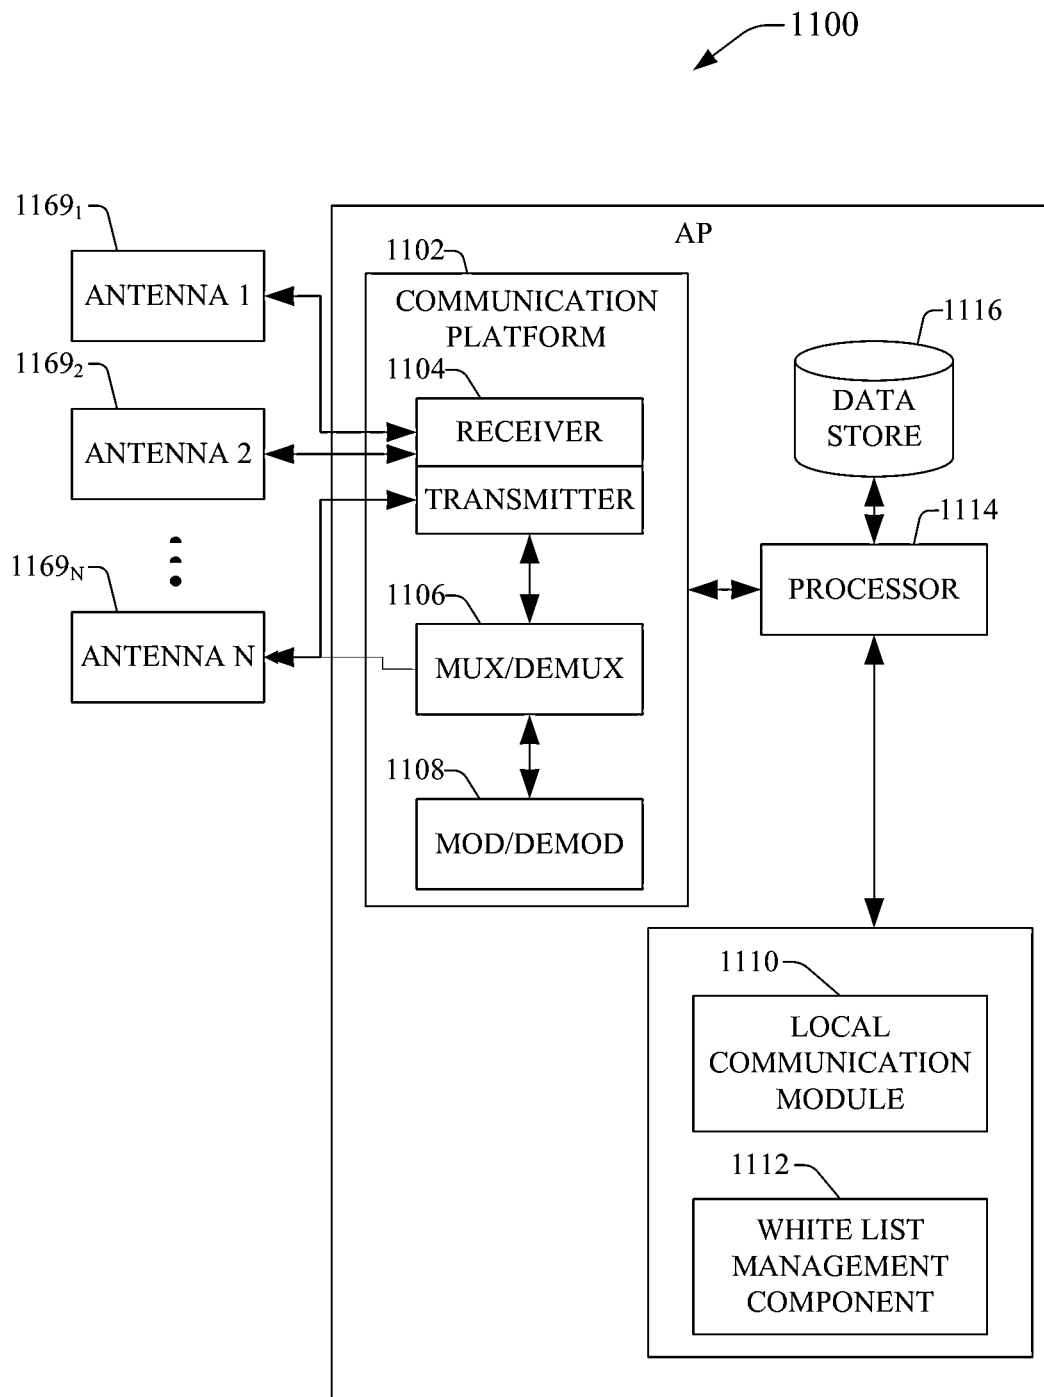 1100
1169₁
ANTENNA 1
1169₂
ANTENNA 2
1169N
ANTENNA N
AP
1102
COMMUNICATION
PLATFORM
1104
RECEIVER
TRANSMITTER
1106
MUX/DEMUX
1108
MOD/DEMOD
1116
DATA
STORE
1114
PROCESSOR
1110
LOCAL
COMMUNICATION
MODULE
1112
WHITE LIST
MANAGEMENT
COMPONENT